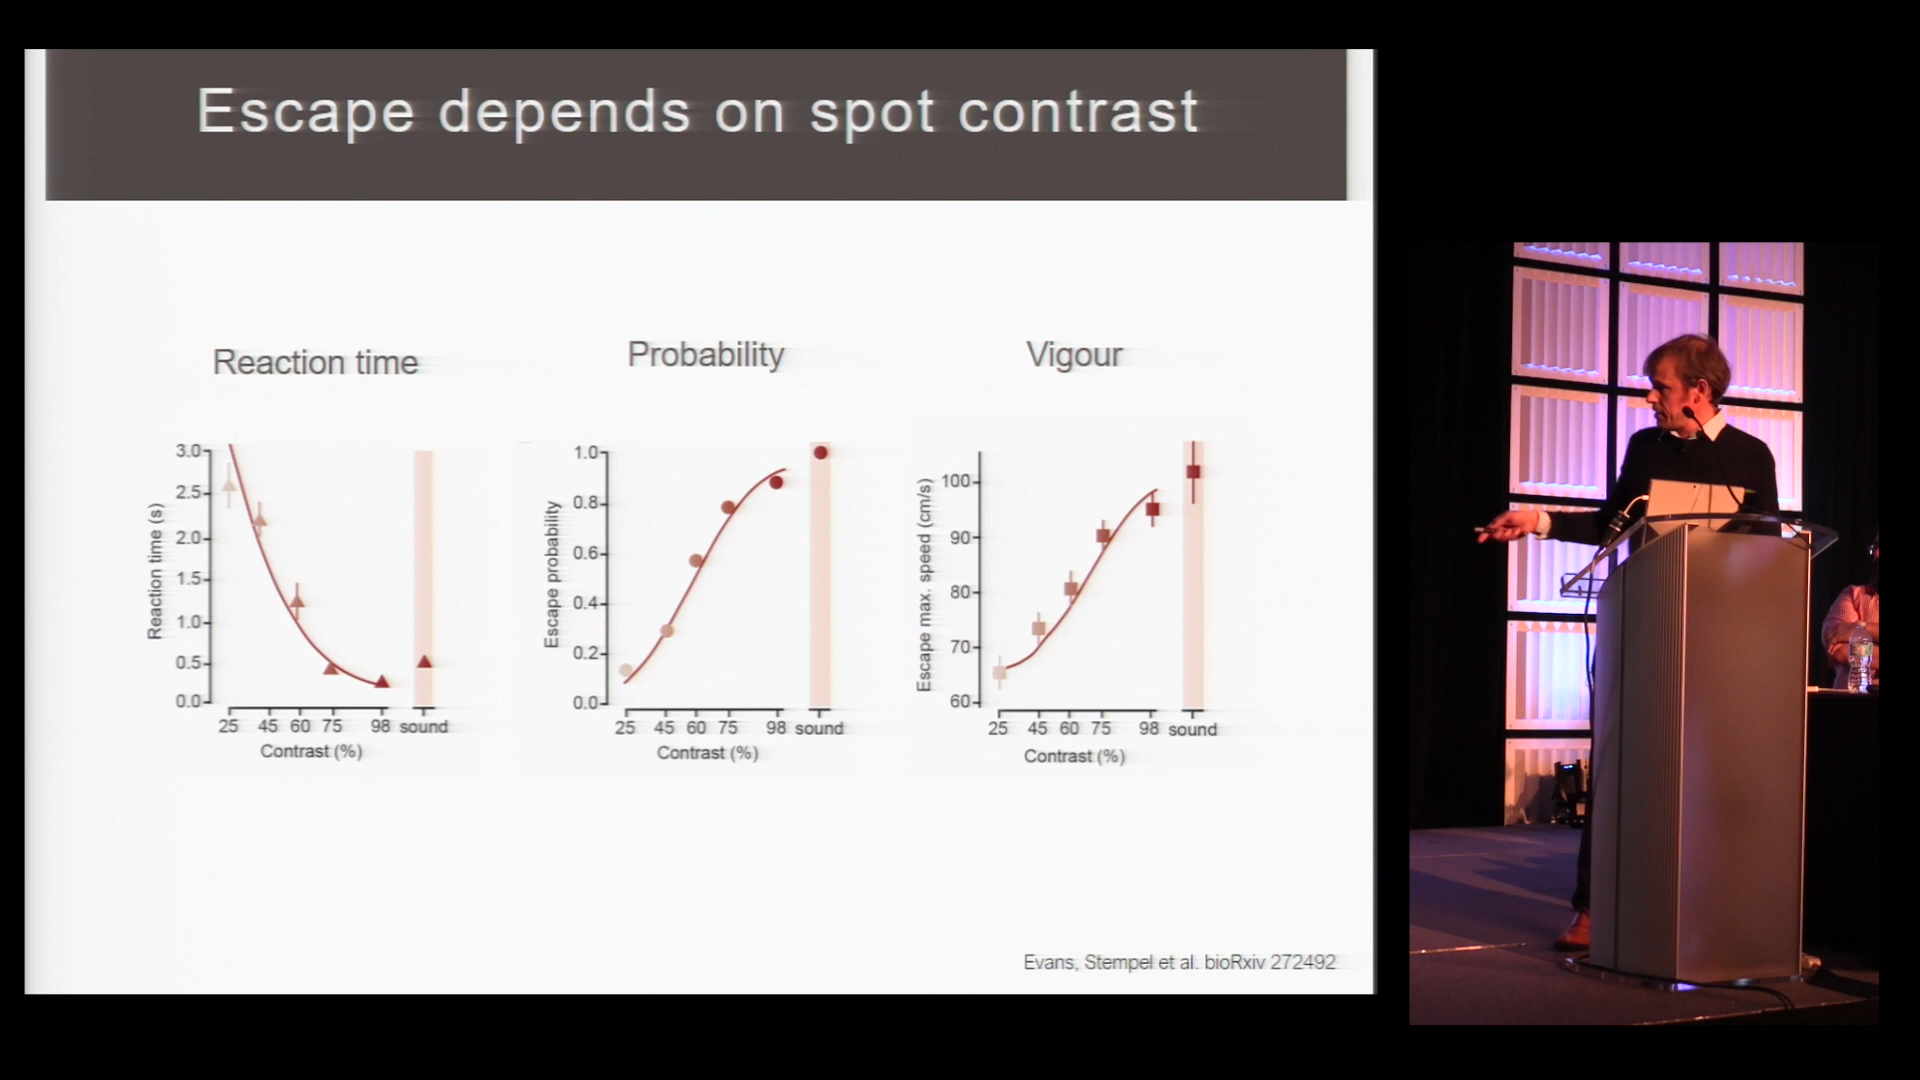 Escape depends on spot contrast
Reaction time
Reaction time (s)
3.0
2.5
2.0
1.5
1.0
0.5
0.0
25 45 60 75 98 sound
Contrast (%)
Probability
Escape probability
1.0
0.8
0.6
0.4
0.2
0.0
25 45 60 75 98 sound
Contrast (%)
Vigour
Escape max. speed (cm/s)
100
90
80
70
60
25 45 60 75 98 sound
Contrast (%)
Evans, Stempel et al. bioRxiv 272492